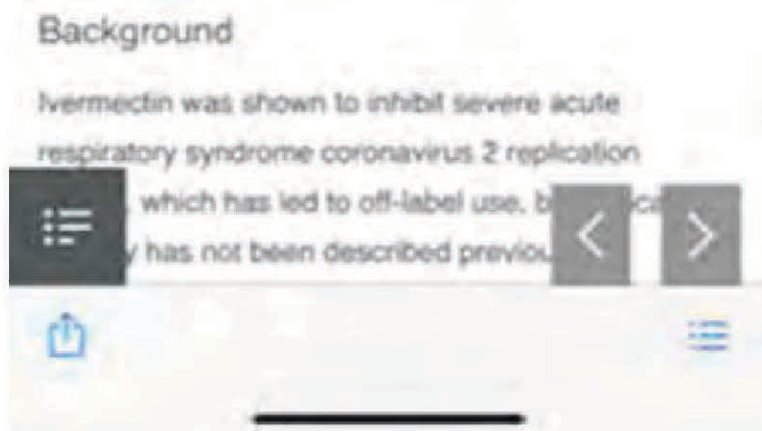 Background
Ivermectin was shown to inhibit severe acute
respiratory syndrome coronavirus 2 replication
which has led to off-label use,
has not been described